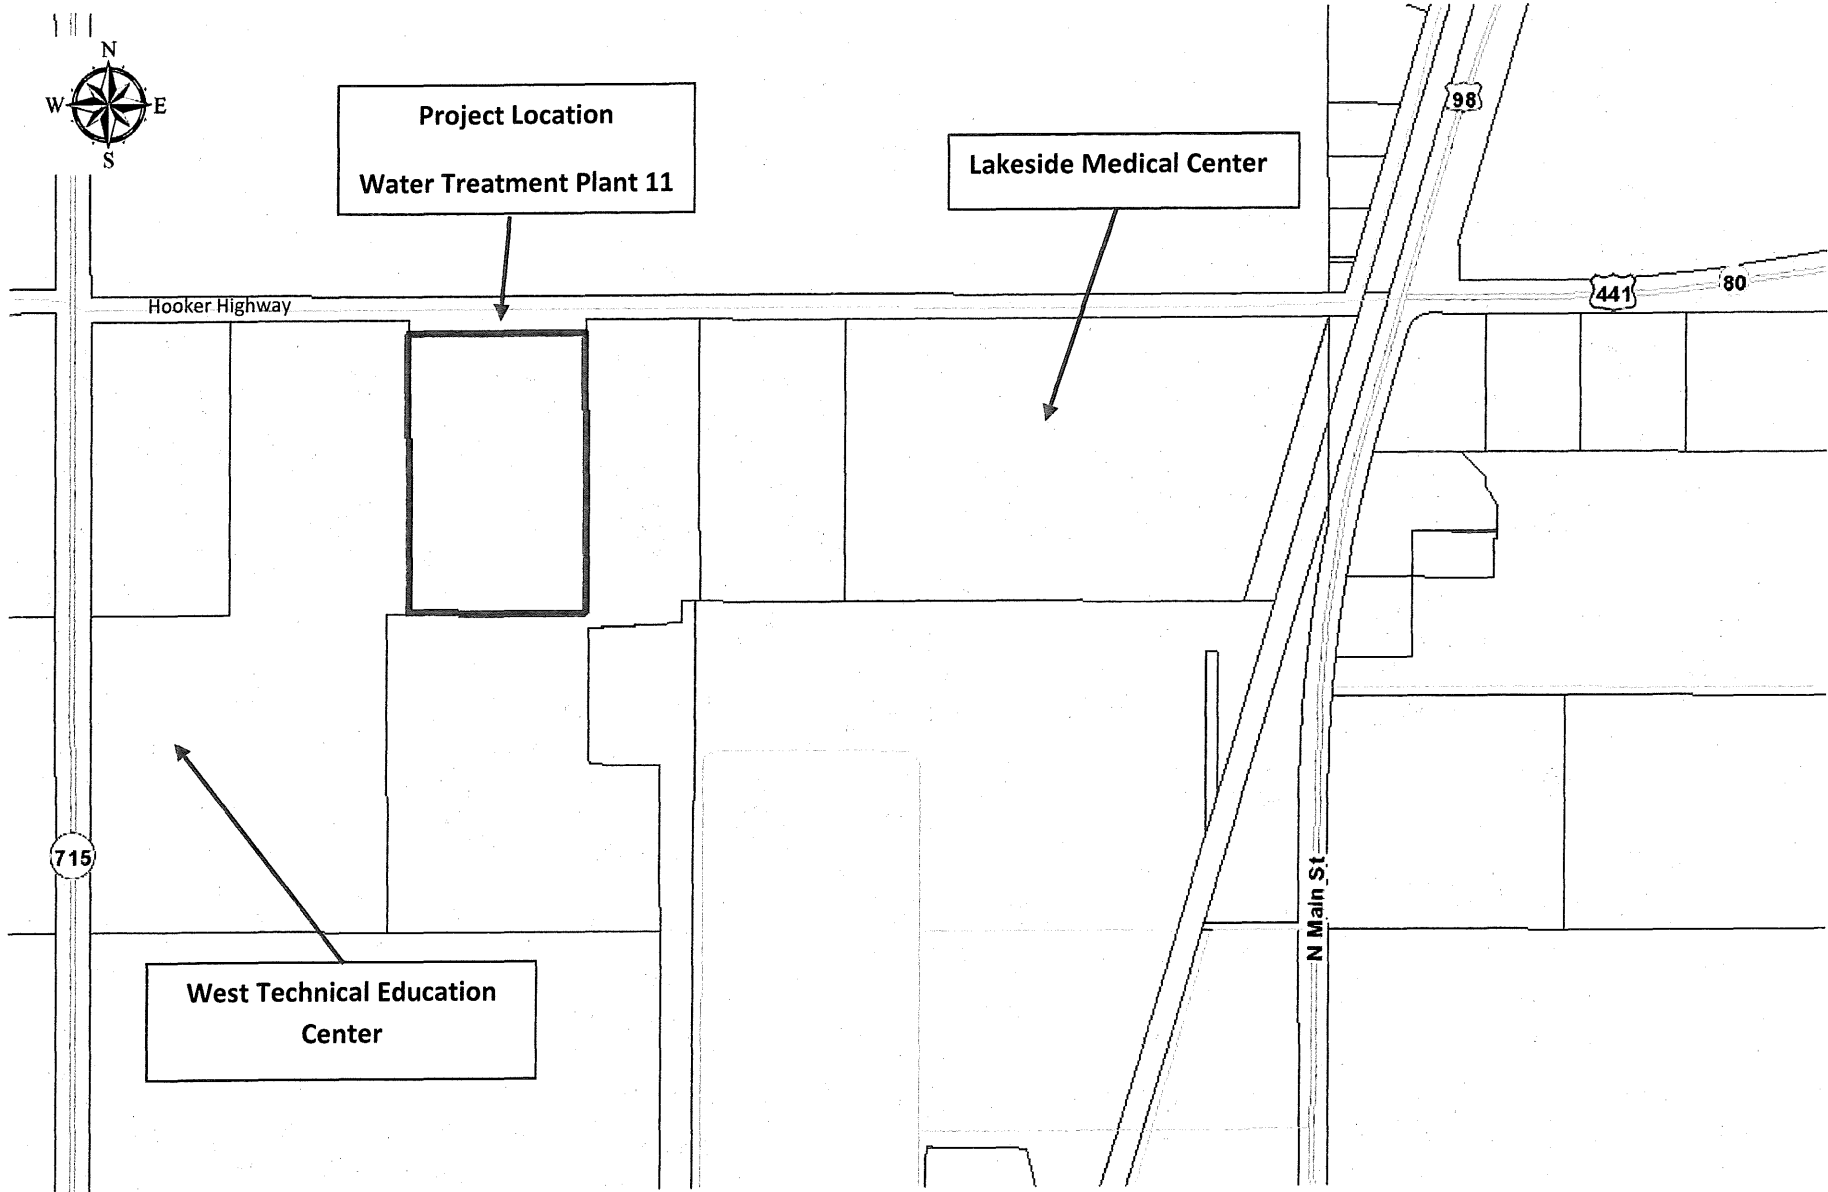 N
W E
S
Project Location
Water Treatment Plant 11
Lakeside Medical Center
98
Hooker Highway
441
80
715
N Main St
West Technical Education
Center